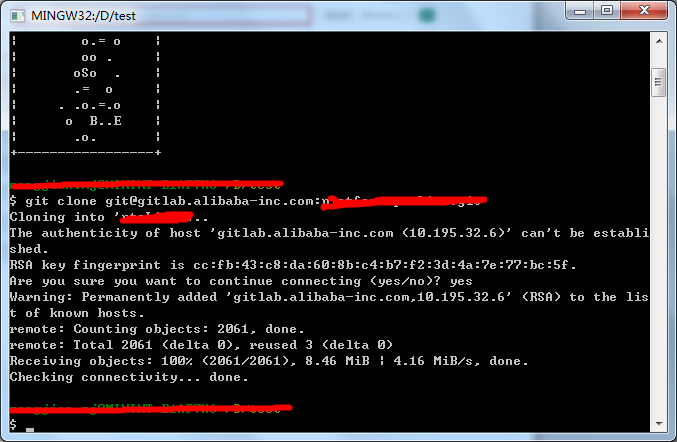 MINGW32:/D/test
¦ o.= o ¦
¦ oo . ¦
¦ oSo . ¦
¦ .= o ¦
¦ . .o.=.o ¦
¦ o B..E ¦
¦ .o. ¦
+-----------------+
$ git clone git@gitlab.alibaba-inc.com:
Cloning into '
The authenticity of host 'gitlab.alibaba-inc.com (10.195.32.6)' can't be establi
shed.
RSA key fingerprint is cc:fb:43:c8:da:60:8b:c4:b7:f2:3d:4a:7e:77:bc:5f.
Are you sure you want to continue connecting (yes/no)? yes
Warning: Permanently added 'gitlab.alibaba-inc.com,10.195.32.6' (RSA) to the lis
t of known hosts.
remote: Counting objects: 2061, done.
remote: Total 2061 (delta 0), reused 3 (delta 0)
Receiving objects: 100% (2061/2061), 8.46 MiB ¦ 4.16 MiB/s, done.
Checking connectivity... done.
$